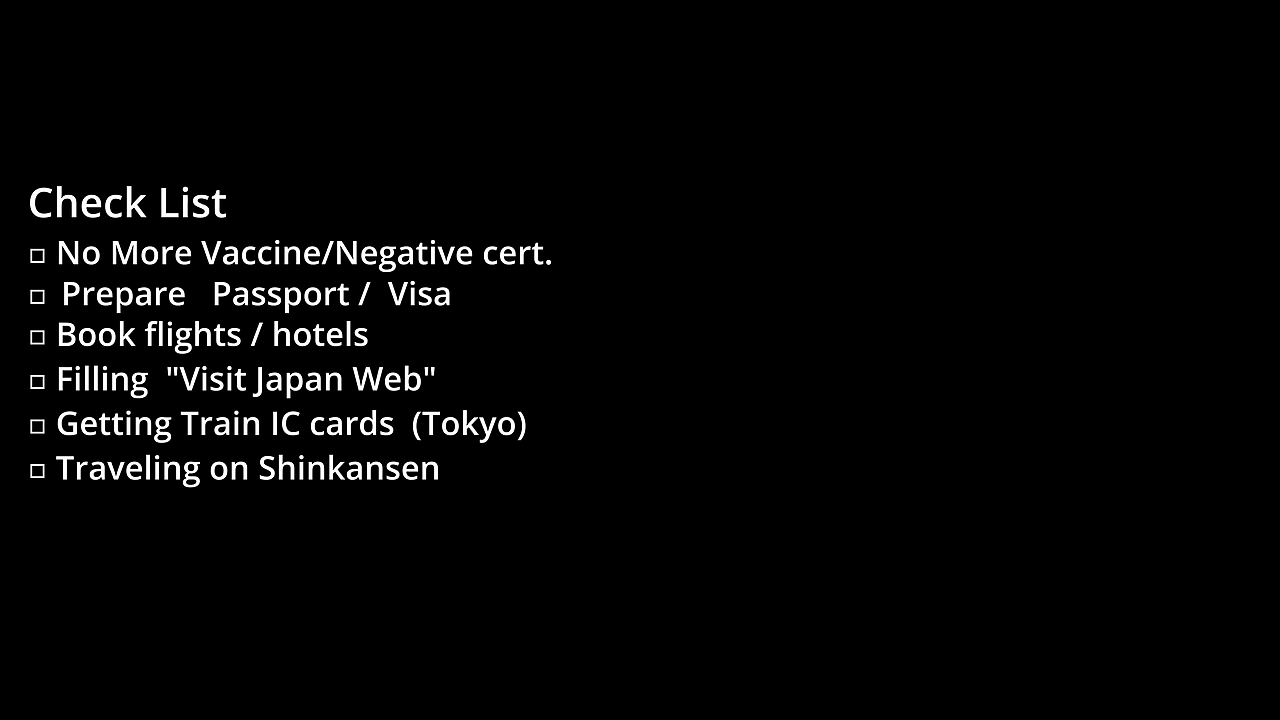 Check List
□ No More Vaccine/Negative cert.
□ Prepare Passport / Visa
□ Book flights / hotels
□ Filling "Visit Japan Web"
□ Getting Train IC cards (Tokyo)
□ Traveling on Shinkansen